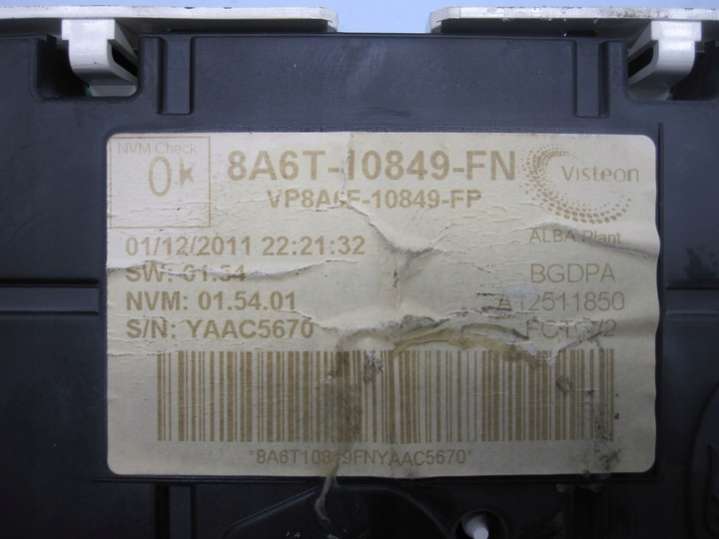 NVM Check
Ok
8A6T-10849-FN
VP8A6F-10849-FP
Visteon
ALBA Plant
01/12/2011 22:21:32
SW: 01.54
NVM: 01.54.01
S/N: YAAC5670
BGDPA
A12511850
*8A6T10849FNYAAC5670*